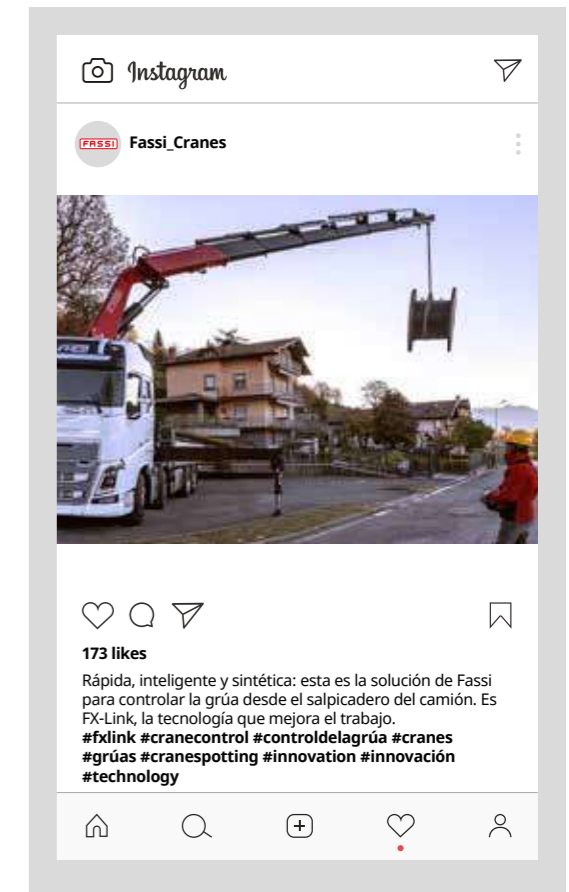 Instagram
FASSI
Fassi_Cranes
173 likes
Rápida, inteligente y sintética: esta es la solución de Fassi
para controlar la grúa desde el salpicadero del camión. Es
FX-Link, la tecnología que mejora el trabajo.
#fxlink #cranecontrol #controldelagrúa #cranes
#grúas #cranespotting #innovation #innovación
#technology